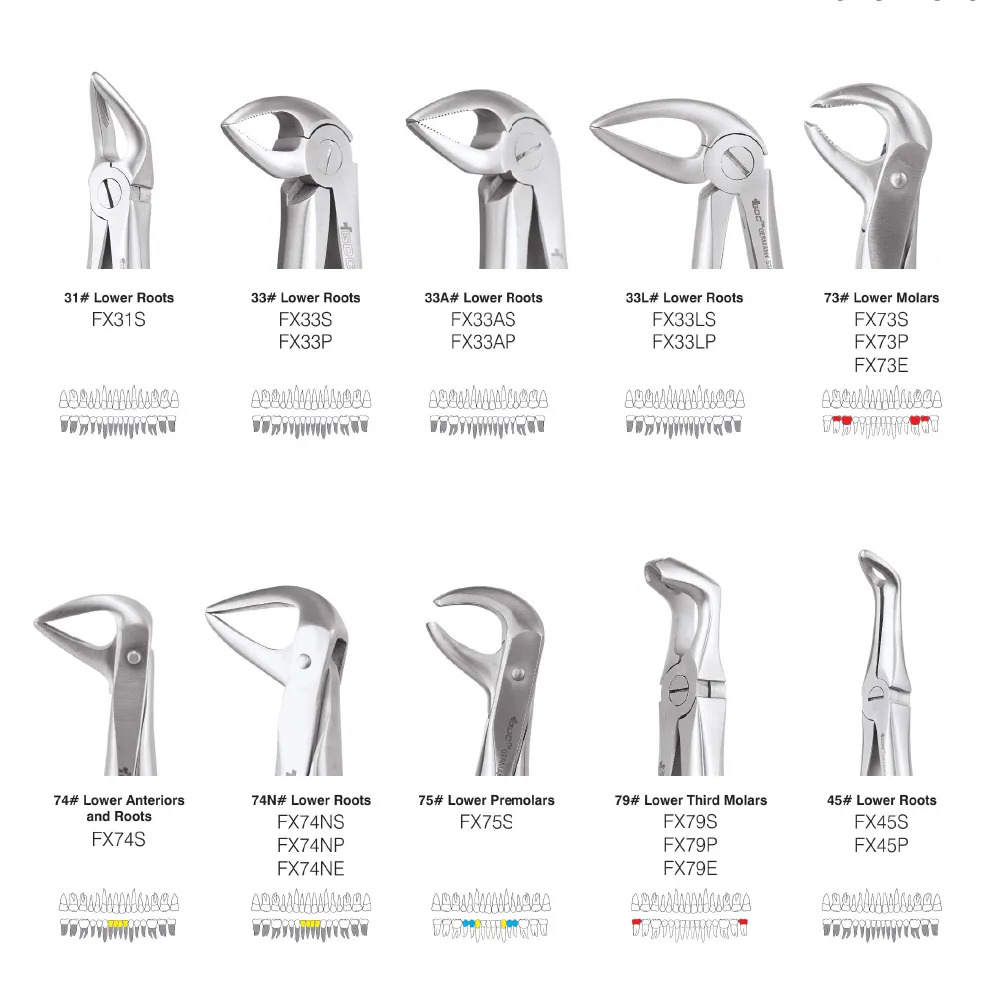 31# Lower Roots
FX31S
33# Lower Roots
FX33S
FX33P
33A# Lower Roots
FX33AS
FX33AP
33L# Lower Roots
FX33LS
FX33LP
73# Lower Molars
FX73S
FX73P
FX73E
74# Lower Anteriors
and Roots
FX74S
74N# Lower Roots
FX74NS
FX74NP
FX74NE
75# Lower Premolars
FX75S
79# Lower Third Molars
FX79S
FX79P
FX79E
45# Lower Roots
FX45S
FX45P